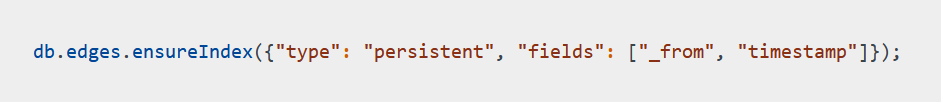 db.edges.ensureIndex({"type": "persistent", "fields": ["_from", "timestamp"]});